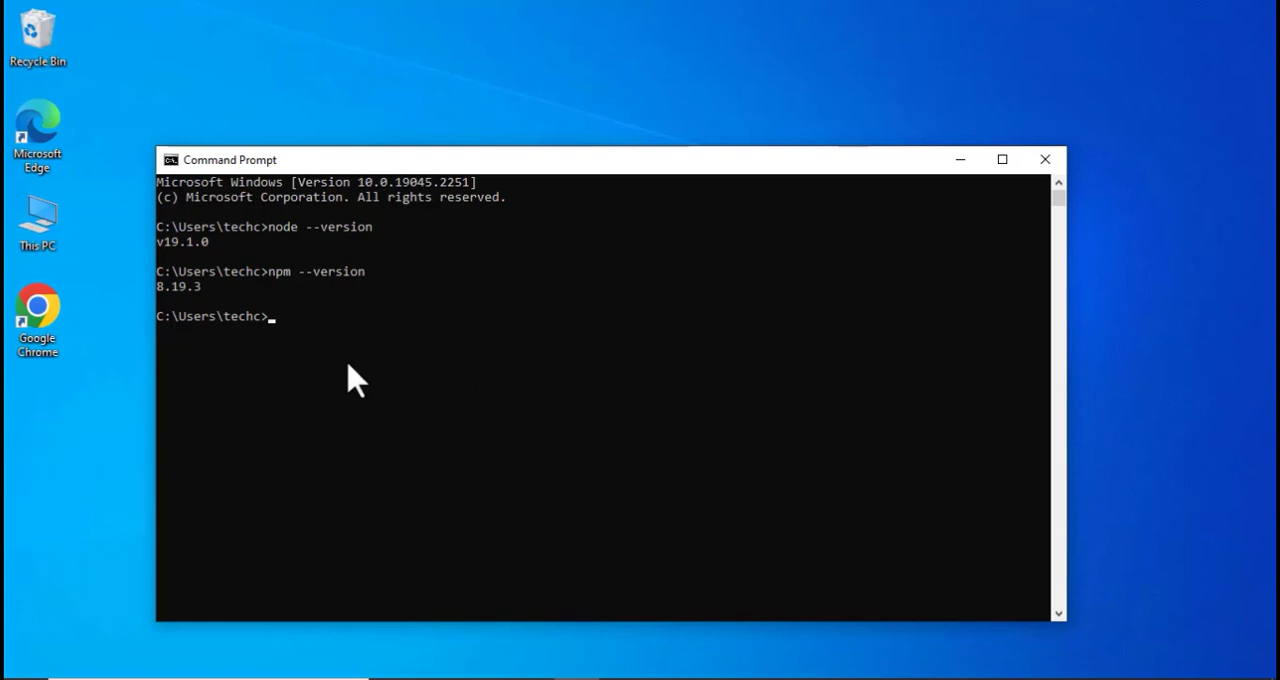 Recycle Bin
Microsoft
Edge
This PC
Google
Chrome
Command Prompt
Microsoft Windows [Version 10.0.19045.2251]
(c) Microsoft Corporation. All rights reserved.
C:\Users\techc>node --version
v19.1.0
C:\Users\techc>npm --version
8.19.3
C:\Users\techc>